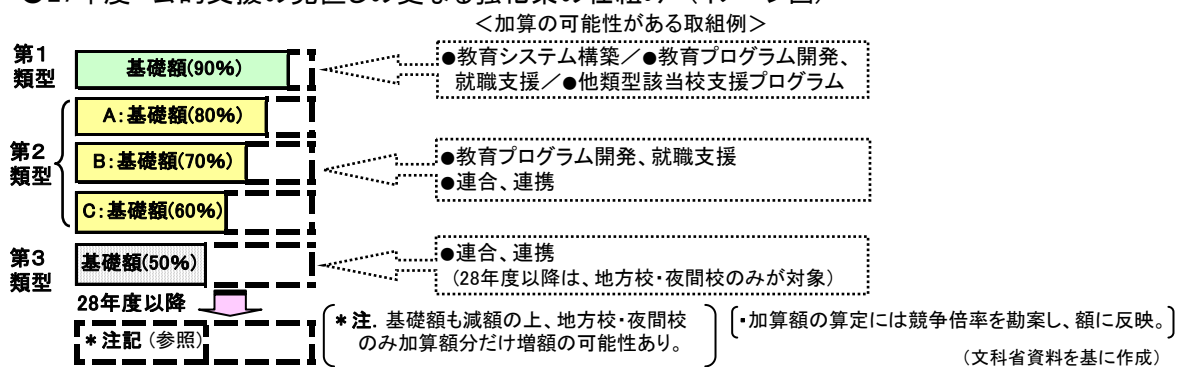 <加算の可能性がある取組例>
第1
類型
基礎額(90%)
●教育システム構築/●教育プログラム開発、
就職支援/●他類型該当校支援プログラム
第2
類型
A:基礎額(80%)
B:基礎額(70%)
C:基礎額(60%)
●教育プログラム開発、就職支援
●連合、連携
第3
類型
基礎額(50%)
●連合、連携
(28年度以降は、地方校・夜間校のみが対象)
28年度以降
*注記(参照)
*注. 基礎額も減額の上、地方校・夜間校
のみ加算額分だけ増額の可能性あり。
・加算額の算定には競争倍率を勘案し、額に反映。
(文科省資料を基に作成)